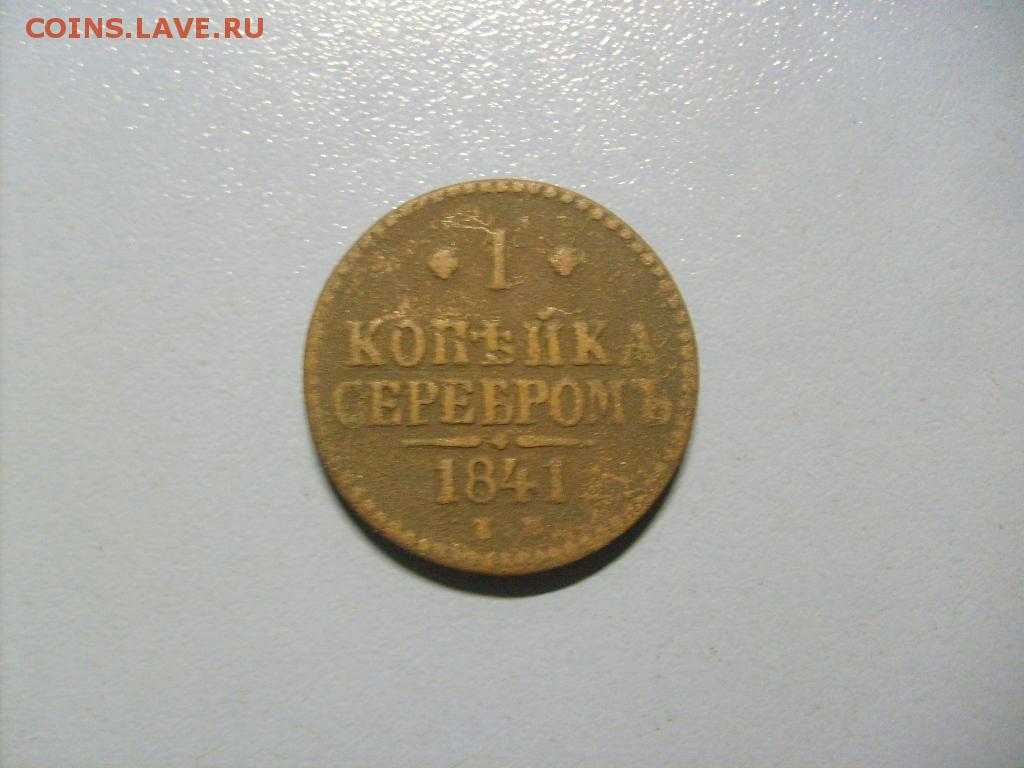 COINS.LAVE.RU
1
КОПѢЙКА
СЕРЕБРОМЪ
1841